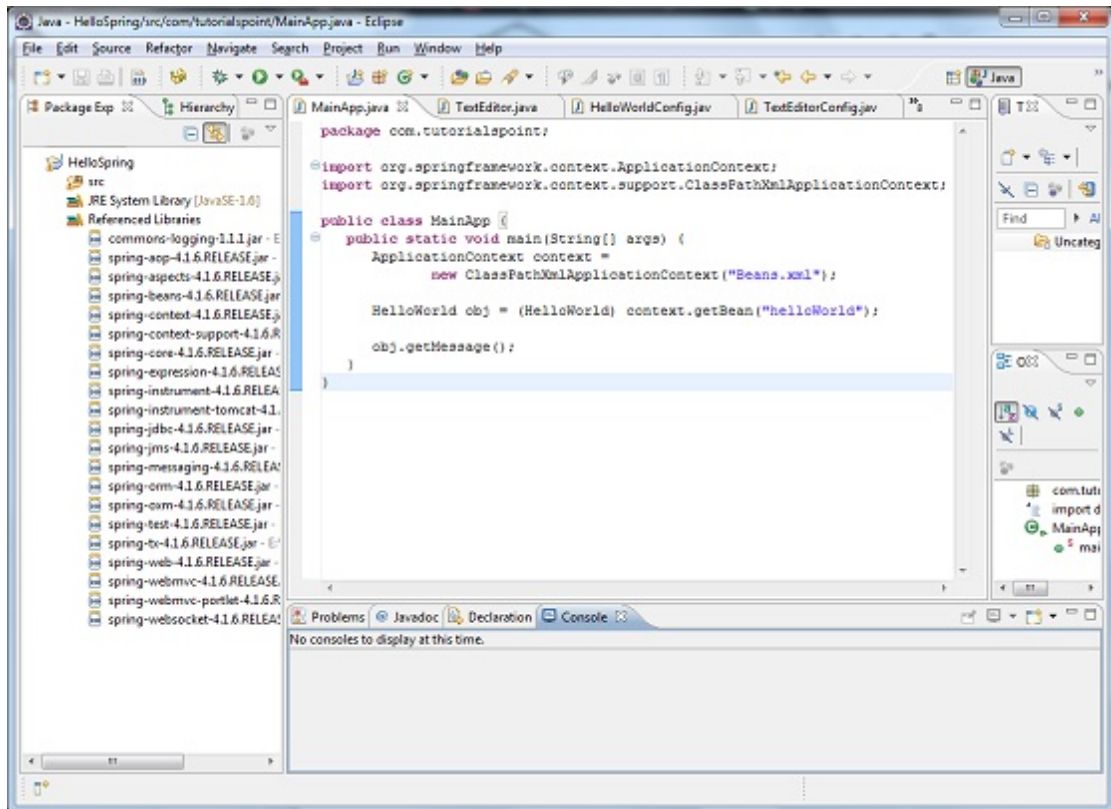 Java - HelloSpring/src/com/tutorialspoint/MainApp.java - Eclipse
File Edit Source Refactor Navigate Search Project Run Window Help
Java
Package Exp Hierarchy
MainApp.java TextEditor.java HelloWorldConfig.jav TextEditorConfig.jav
HelloSpring
src
JRE System Library [JavaSE-1.6]
Referenced Libraries
commons-logging-1.1.1.jar - E
spring-aop-4.1.6.RELEASE.jar -
spring-aspects-4.1.6.RELEASE.j
spring-beans-4.1.6.RELEASE.jar
spring-context-4.1.6.RELEASE.j
spring-context-support-4.1.6.R
spring-core-4.1.6.RELEASE.jar -
spring-expression-4.1.6.RELEAS
spring-instrument-4.1.6.RELEA
spring-instrument-tomcat-4.1.
spring-jdbc-4.1.6.RELEASE.jar -
spring-jms-4.1.6.RELEASE.jar -
spring-messaging-4.1.6.RELEA
spring-orm-4.1.6.RELEASE.jar -
spring-oxm-4.1.6.RELEASE.jar -
spring-test-4.1.6.RELEASE.jar -
spring-tx-4.1.6.RELEASE.jar - E:
spring-web-4.1.6.RELEASE.jar -
spring-webmvc-4.1.6.RELEASE.
spring-webmvc-portlet-4.1.6.R
spring-websocket-4.1.6.RELEA
package com.tutorialspoint;
import org.springframework.context.ApplicationContext;
import org.springframework.context.support.ClassPathXmlApplicationContext;
public class MainApp {
public static void main(String[] args) {
ApplicationContext context =
new ClassPathXmlApplicationContext("Beans.xml");
HelloWorld obj = (HelloWorld) context.getBean("helloWorld");
obj.getMessage();
}
}
Find Al
Uncateg
com.tuto
import d
MainApp
mai
Problems Javadoc Declaration Console
No consoles to display at this time.